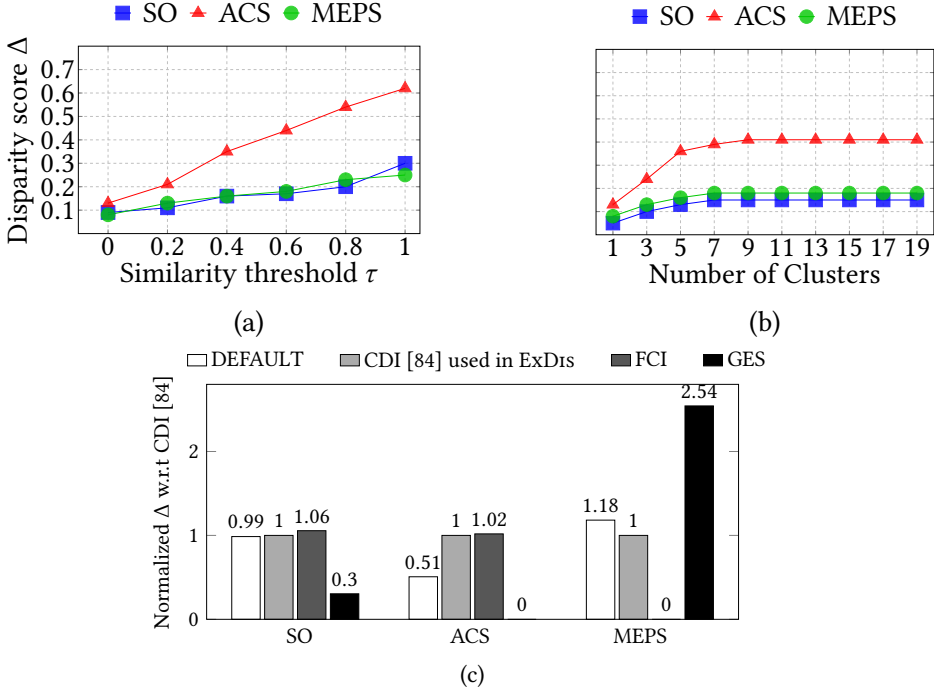 SO ACS MEPS
SO ACS MEPS
Disparity score Δ
0.7
0.6
0.5
0.4
0.3
0.2
0.1
0 0.2 0.4 0.6 0.8 1
Similarity threshold τ
(a)
1 3 5 7 9 11 13 15 17 19
Number of Clusters
(b)
DEFAULT CDI [84] used in ExDis FCI GES
Normalized Δ w.r.t CDI [84]
2
1
0
0.99 1 1.06 0.3
0.51 1 1.02 0
1.18 1 0 2.54
SO ACS MEPS
(c)